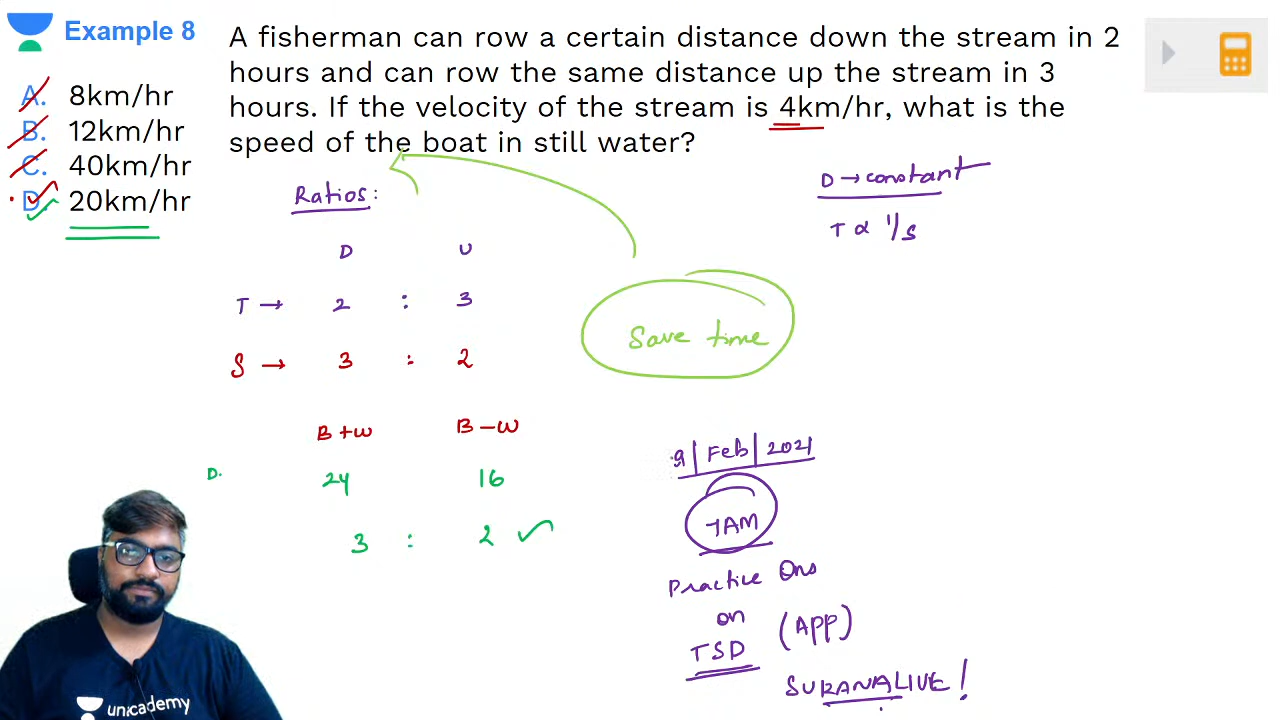 Example 8
A fisherman can row a certain distance down the stream in 2
hours and can row the same distance up the stream in 3
hours. If the velocity of the stream is 4km/hr, what is the
speed of the boat in still water?
A. 8km/hr
B. 12km/hr
C. 40km/hr
D. 20km/hr
Ratios:
D U
T → 2 : 3
S → 3 : 2
B+W B-W
D. 24 16
3 : 2
D → constant
T ∝ 1/S
Save time
9|Feb|2021
7AM
Practice Qns
on
TSD
(App)
SURANALIVE!
unacademy